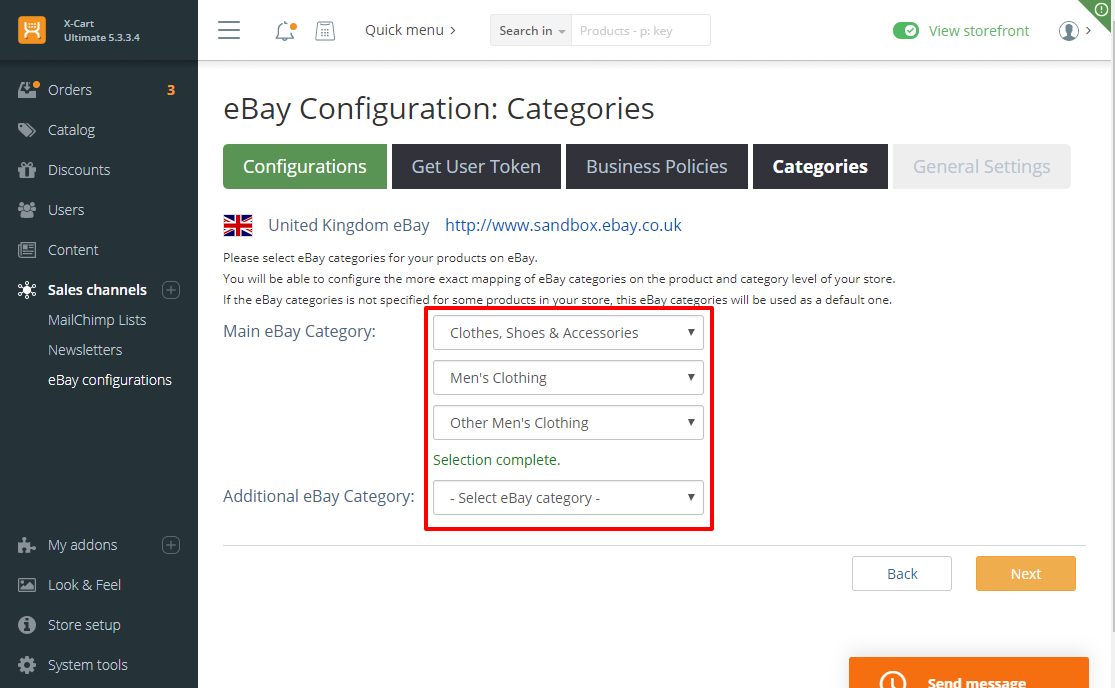 X-Cart
Ultimate 5.3.3.4
Quick menu
Search in
Products - p: key
View storefront
Orders 3
Catalog
Discounts
Users
Content
Sales channels
MailChimp Lists
Newsletters
eBay configurations
My addons
Look & Feel
Store setup
System tools
eBay Configuration: Categories
Configurations
Get User Token
Business Policies
Categories
General Settings
United Kingdom eBay http://www.sandbox.ebay.co.uk
Please select eBay categories for your products on eBay.
You will be able to configure the more exact mapping of eBay categories on the product and category level of your store.
If the eBay categories is not specified for some products in your store, this eBay categories will be used as a default one.
Main eBay Category:
Clothes, Shoes & Accessories
Men's Clothing
Other Men's Clothing
Selection complete.
Additional eBay Category:
- Select eBay category -
Back
Next
Send message